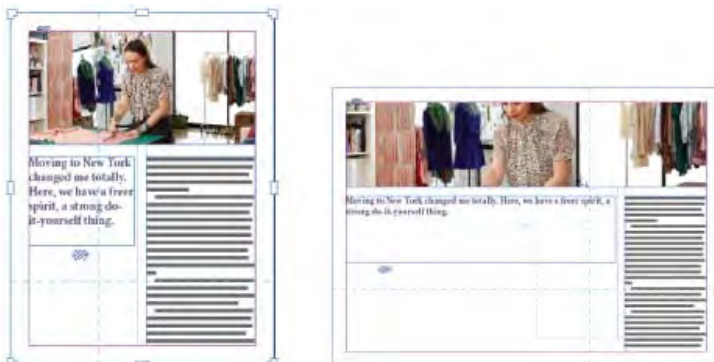 Moving to New York
changed me totally.
Here, we have a freer
spirit, a strong do-
it-yourself thing.
Moving to New York changed me totally. Here, we have a freer spirit, a
strong do-it-yourself thing.